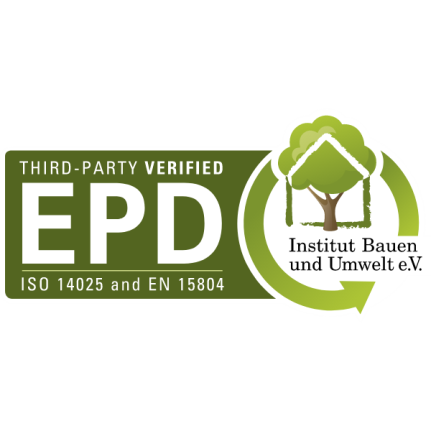 THIRD-PARTY VERIFIED
EPD
ISO 14025 and EN 15804
Institut Bauen
und Umwelt e.V.